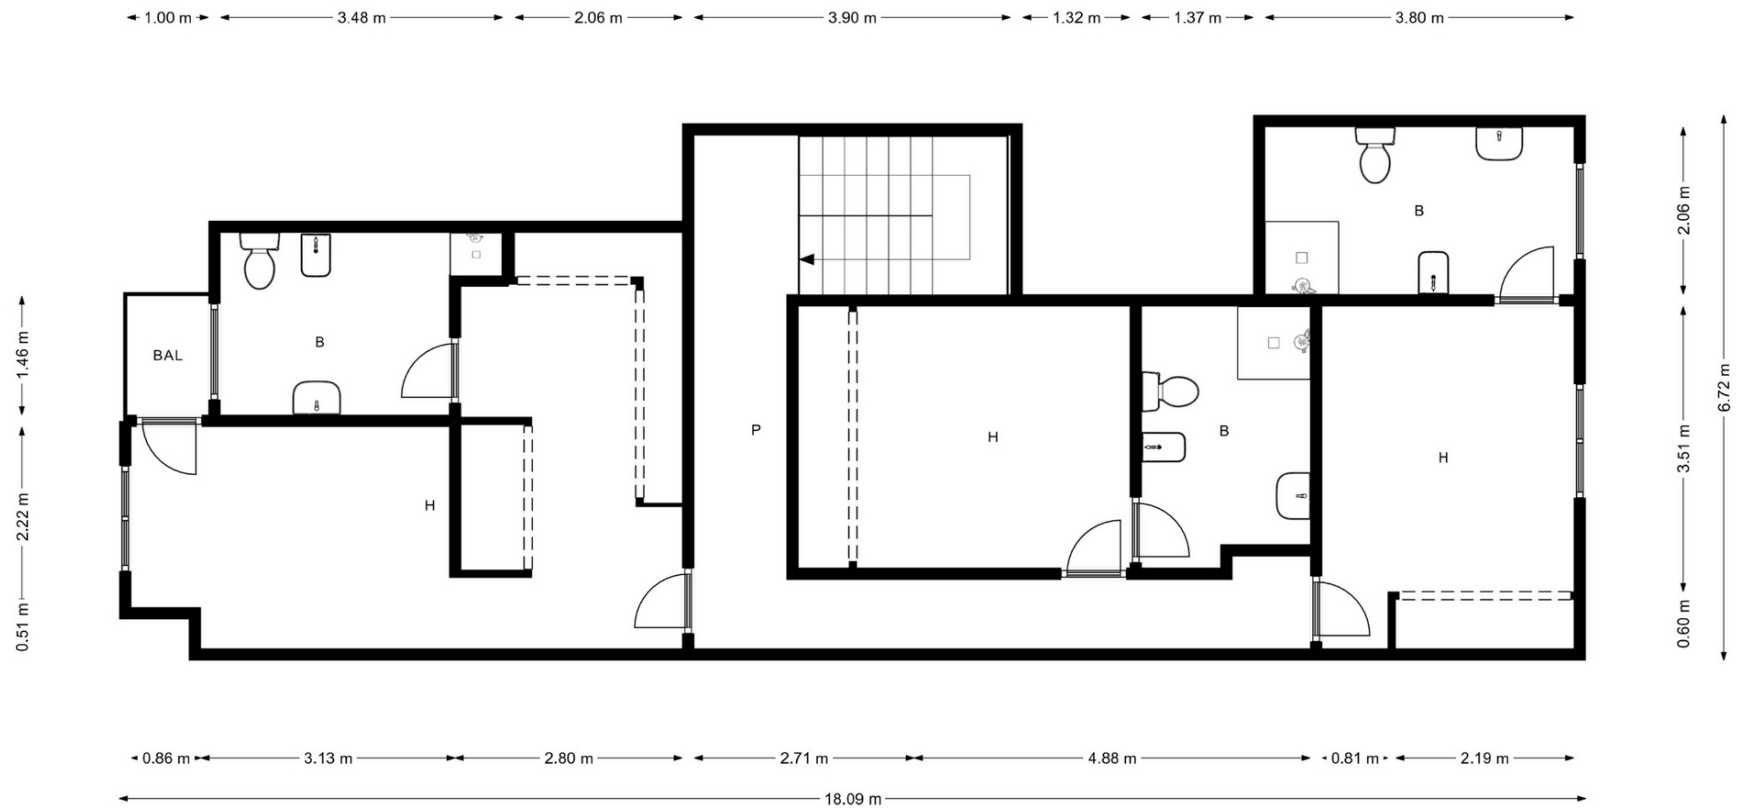 1.00 m
3.48 m
2.06 m
3.90 m
1.32 m
1.37 m
3.80 m
B
2.06 m
1.46 m
BAL
B
6.72 m
P
H
B
3.51 m
H
H
2.22 m
0.51 m
0.60 m
0.86 m
3.13 m
2.80 m
2.71 m
4.88 m
0.81 m
2.19 m
18.09 m